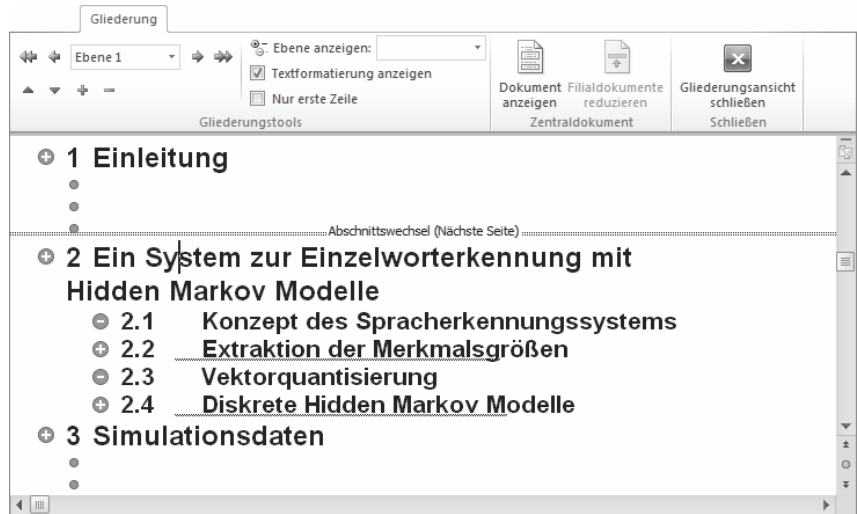 Gliederung
Ebene 1
Ebene anzeigen:
Textformatierung anzeigen
Nur erste Zeile
Gliederungstools
Dokument anzeigen
Filialdokumente reduzieren
Zentraldokument
Gliederungsansicht schließen
Schließen
1 Einleitung
Abschnittswechsel (Nächste Seite)
2 Ein System zur Einzelworterkennung mit
Hidden Markov Modelle
2.1 Konzept des Spracherkennungssystems
2.2 Extraktion der Merkmalsgrößen
2.3 Vektorquantisierung
2.4 Diskrete Hidden Markov Modelle
3 Simulationsdaten